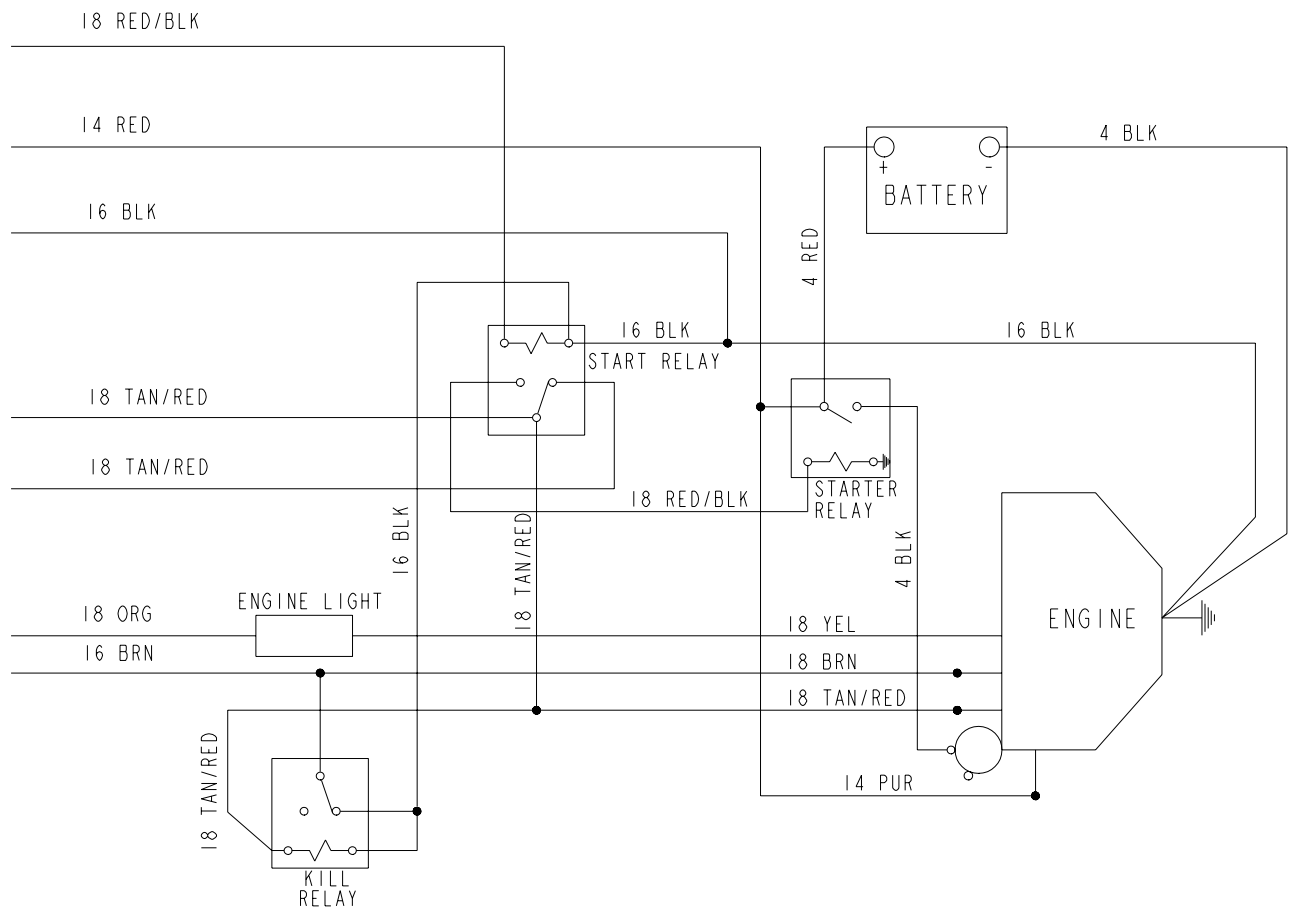 18 RED/BLK
14 RED
4 BLK
+ -
BATTERY
16 BLK
4 RED
16 BLK
16 BLK
START RELAY
18 TAN/RED
18 TAN/RED
18 RED/BLK
STARTER
RELAY
16 BLK
18 TAN/RED
4 BLK
ENGINE LIGHT
18 ORG
18 YEL
ENGINE
16 BRN
18 BRN
18 TAN/RED
18 TAN/RED
14 PUR
KILL
RELAY